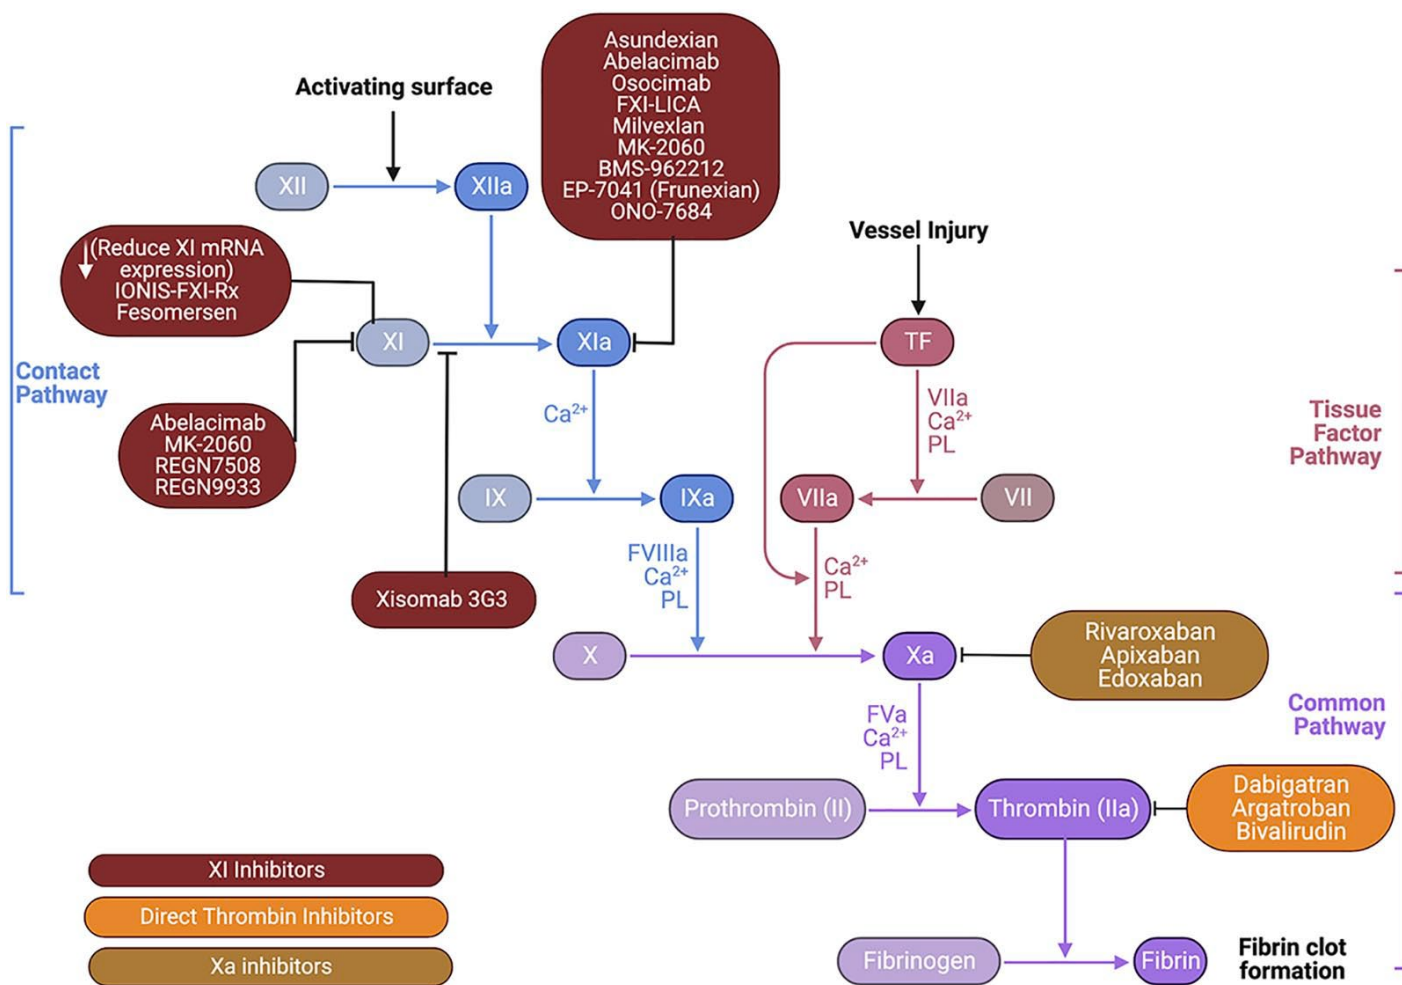 Asundexian
Abelacimab
Osocimab
FXI-LICA
Milvexlan
MK-2060
BMS-962212
EP-7041 (Frunexian)
ONO-7684
Activating surface
XII
XIIa
Vessel Injury
(Reduce XI mRNA
expression)
IONIS-FXI-Rx
Fesomersen
XI
XIa
TF
Contact
Pathway
Abelacimab
MK-2060
REGN7508
REGN9933
Ca²⁺
VIIa
Ca²⁺
PL
Tissue
Factor
Pathway
IX
IXa
VIIa
VII
FVIIIa
Ca²⁺
PL
Ca²⁺
PL
Xisomab 3G3
X
Xa
Rivaroxaban
Apixaban
Edoxaban
FVa
Ca²⁺
PL
Common
Pathway
Prothrombin (II)
Thrombin (IIa)
Dabigatran
Argatroban
Bivalirudin
XI Inhibitors
Direct Thrombin Inhibitors
Xa inhibitors
Fibrinogen
Fibrin
Fibrin clot
formation